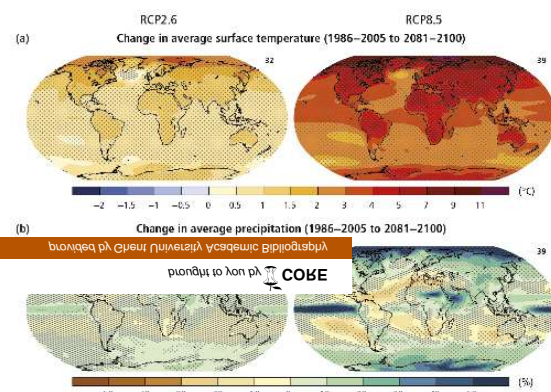 RCP2.6 RCP8.5
(a) Change in average surface temperature (1986–2005 to 2081–2100)
32 39
−2 −1.5 −1 −0.5 0 0.5 1 1.5 2 3 4 5 7 9 11 (°C)
(b) Change in average precipitation (1986–2005 to 2081–2100)
39
provided by Ghent University Academic Bibliography
brought to you by CORE
(%)